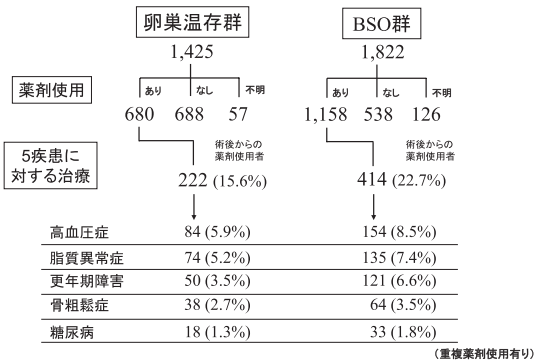 卵巣温存群 BSO群
1,425 1,822
薬剤使用 あり なし 不明 あり なし 不明
680 688 57 1,158 538 126
5疾患に
対する治療
術後からの
薬剤使用者
術後からの
薬剤使用者
222 (15.6%) 414 (22.7%)
高血圧症 84 (5.9%) 154 (8.5%)
脂質異常症 74 (5.2%) 135 (7.4%)
更年期障害 50 (3.5%) 121 (6.6%)
骨粗鬆症 38 (2.7%) 64 (3.5%)
糖尿病 18 (1.3%) 33 (1.8%)
(重複薬剤使用有り)